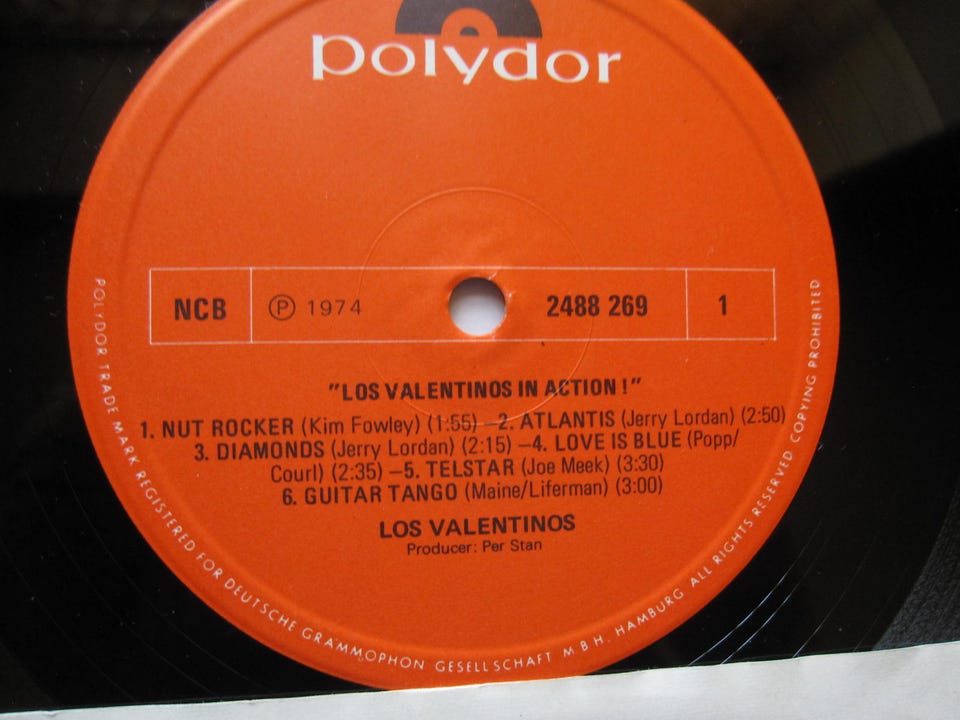 polydor
NCB ℗ 1974 2488 269 1
"LOS VALENTINOS IN ACTION!"
1. NUT ROCKER (Kim Fowley) (1:55) –2. ATLANTIS (Jerry Lordan) (2:50)
3. DIAMONDS (Jerry Lordan) (2:15) –4. LOVE IS BLUE (Popp/
Courl) (2:35) –5. TELSTAR (Joe Meek) (3:30)
6. GUITAR TANGO (Maine/Liferman) (3:00)
LOS VALENTINOS
Producer: Per Stan
POLYDOR TRADE MARK REGISTERED FOR DEUTSCHE GRAMMOPHON GESELLSCHAFT M B H. HAMBURG ALL RIGHTS RESERVED COPYING PROHIBITED